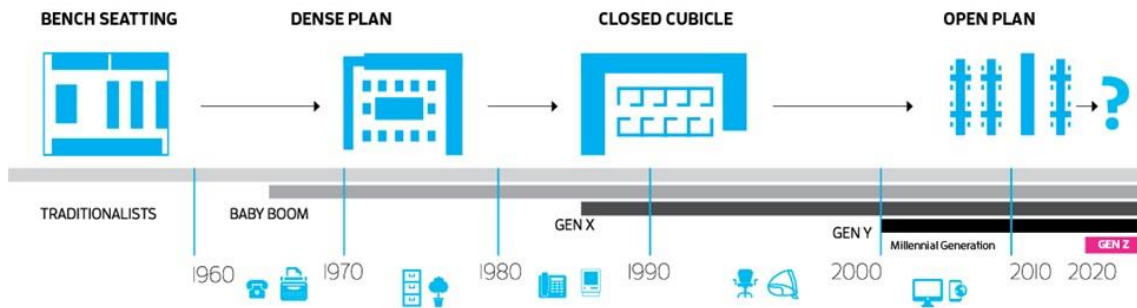 BENCH SEATTING
DENSE PLAN
CLOSED CUBICLE
OPEN PLAN
?
TRADITIONALISTS
BABY BOOM
GEN X
GEN Y
Millennial Generation
GEN Z
1960
1970
1980
1990
2000
2010
2020